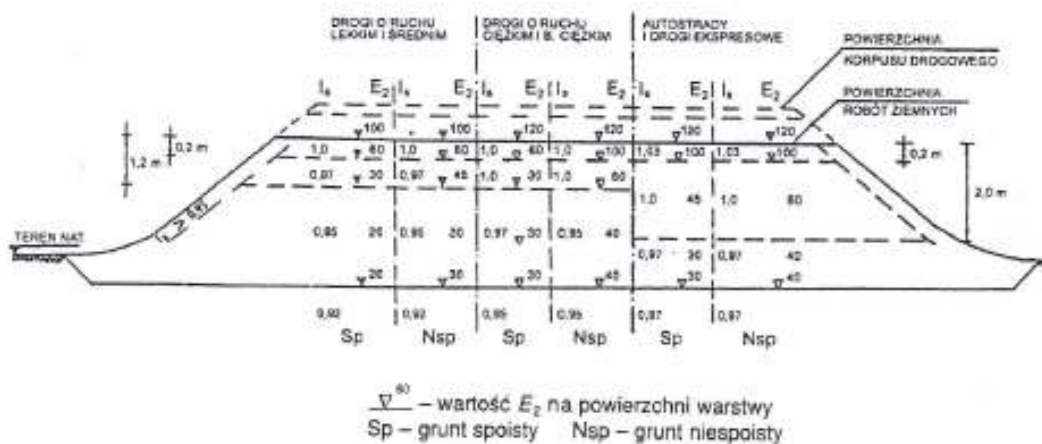 DROGI O RUCHU DROGI O RUCHU AUTOSTRADY
LEKKIM I ŚREDNIM CIĘŻKIM I B. CIĘŻKIM I DROGI EKSPRESOWE
POWIERZCHNIA
KORPUSU DROGOWEGO
Is E2 Is E2 Is E2 Is E2 Is E2 Is E2
POWIERZCHNIA
ROBÓT ZIEMNYCH
100 100 120 120 120
0,2 m 1,0 60 1,0 1,0 60 1,0 100 1,03 100 1,03 100 0,2 m
1,2 m 0,97 30 0,97 45 1,0 30 1,0 60
2,0 m
1,0 45 1,0
TEREN NAT.
0,95 20 0,95 0,97 30 0,95 40
0,97 30 0,97
20 30 30 40 30 40
0,92 0,92 0,95 0,95 0,97 0,97
Sp Nsp Sp Nsp Sp Nsp
60 – wartość E2 na powierzchni warstwy
Sp – grunt spoisty Nsp – grunt niespoisty